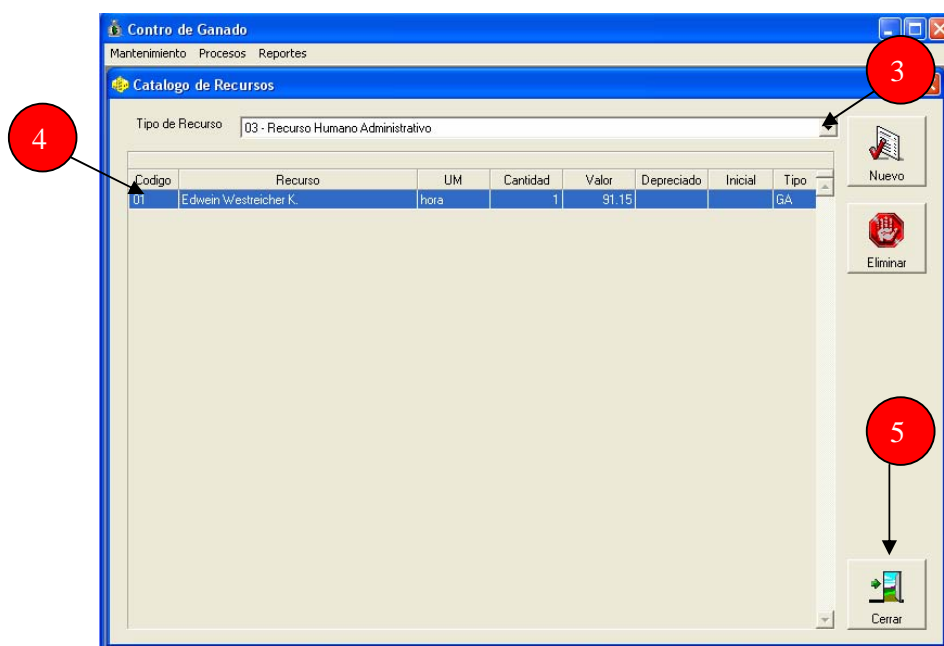 Contro de Ganado
Mantenimiento Procesos Reportes
3
Catalogo de Recursos
4
Tipo de Recurso 03 - Recurso Humano Administrativo
Nuevo
Codigo Recurso UM Cantidad Valor Depreciado Inicial Tipo
01 Edwein Westreicher K. hora 1 91.15 GA
Eliminar
5
Cerrar